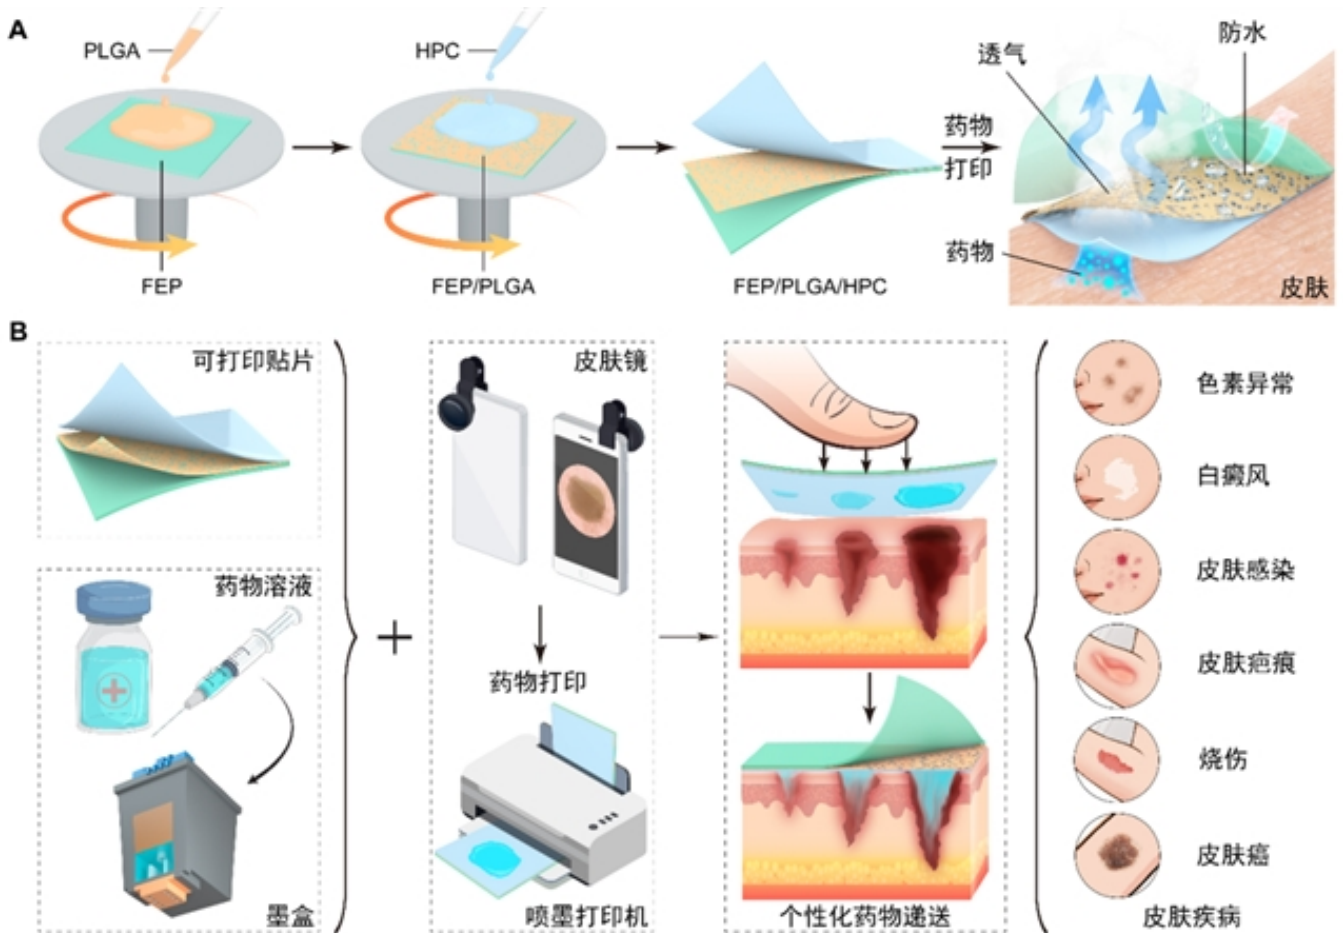 A
PLGA
HPC
透气
防水
药物
打印
药物
FEP
FEP/PLGA
FEP/PLGA/HPC
皮肤
B
可打印贴片
药物溶液
墨盒
皮肤镜
药物打印
喷墨打印机
个性化药物递送
色素异常
白癜风
皮肤感染
皮肤疤痕
烧伤
皮肤癌
皮肤疾病